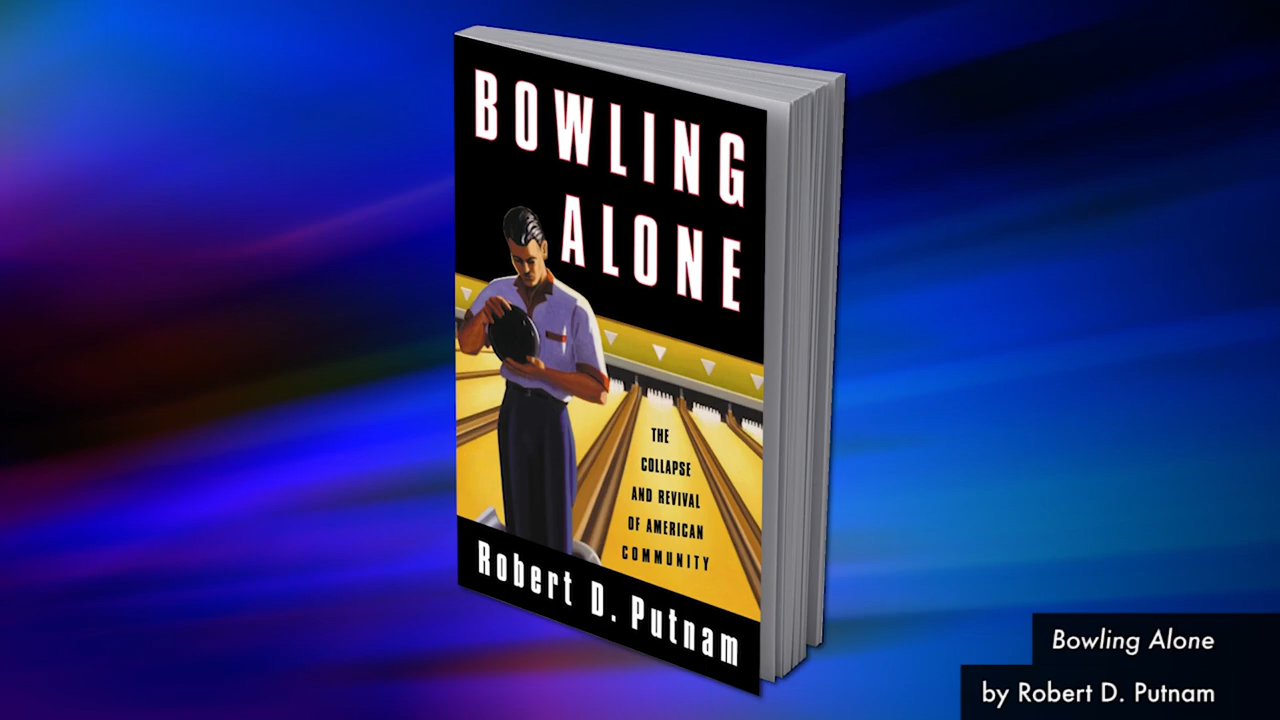 BOWLING
ALONE
THE
COLLAPSE
AND REVIVAL
OF AMERICAN
COMMUNITY
Robert D. Putnam
Bowling Alone
by Robert D. Putnam